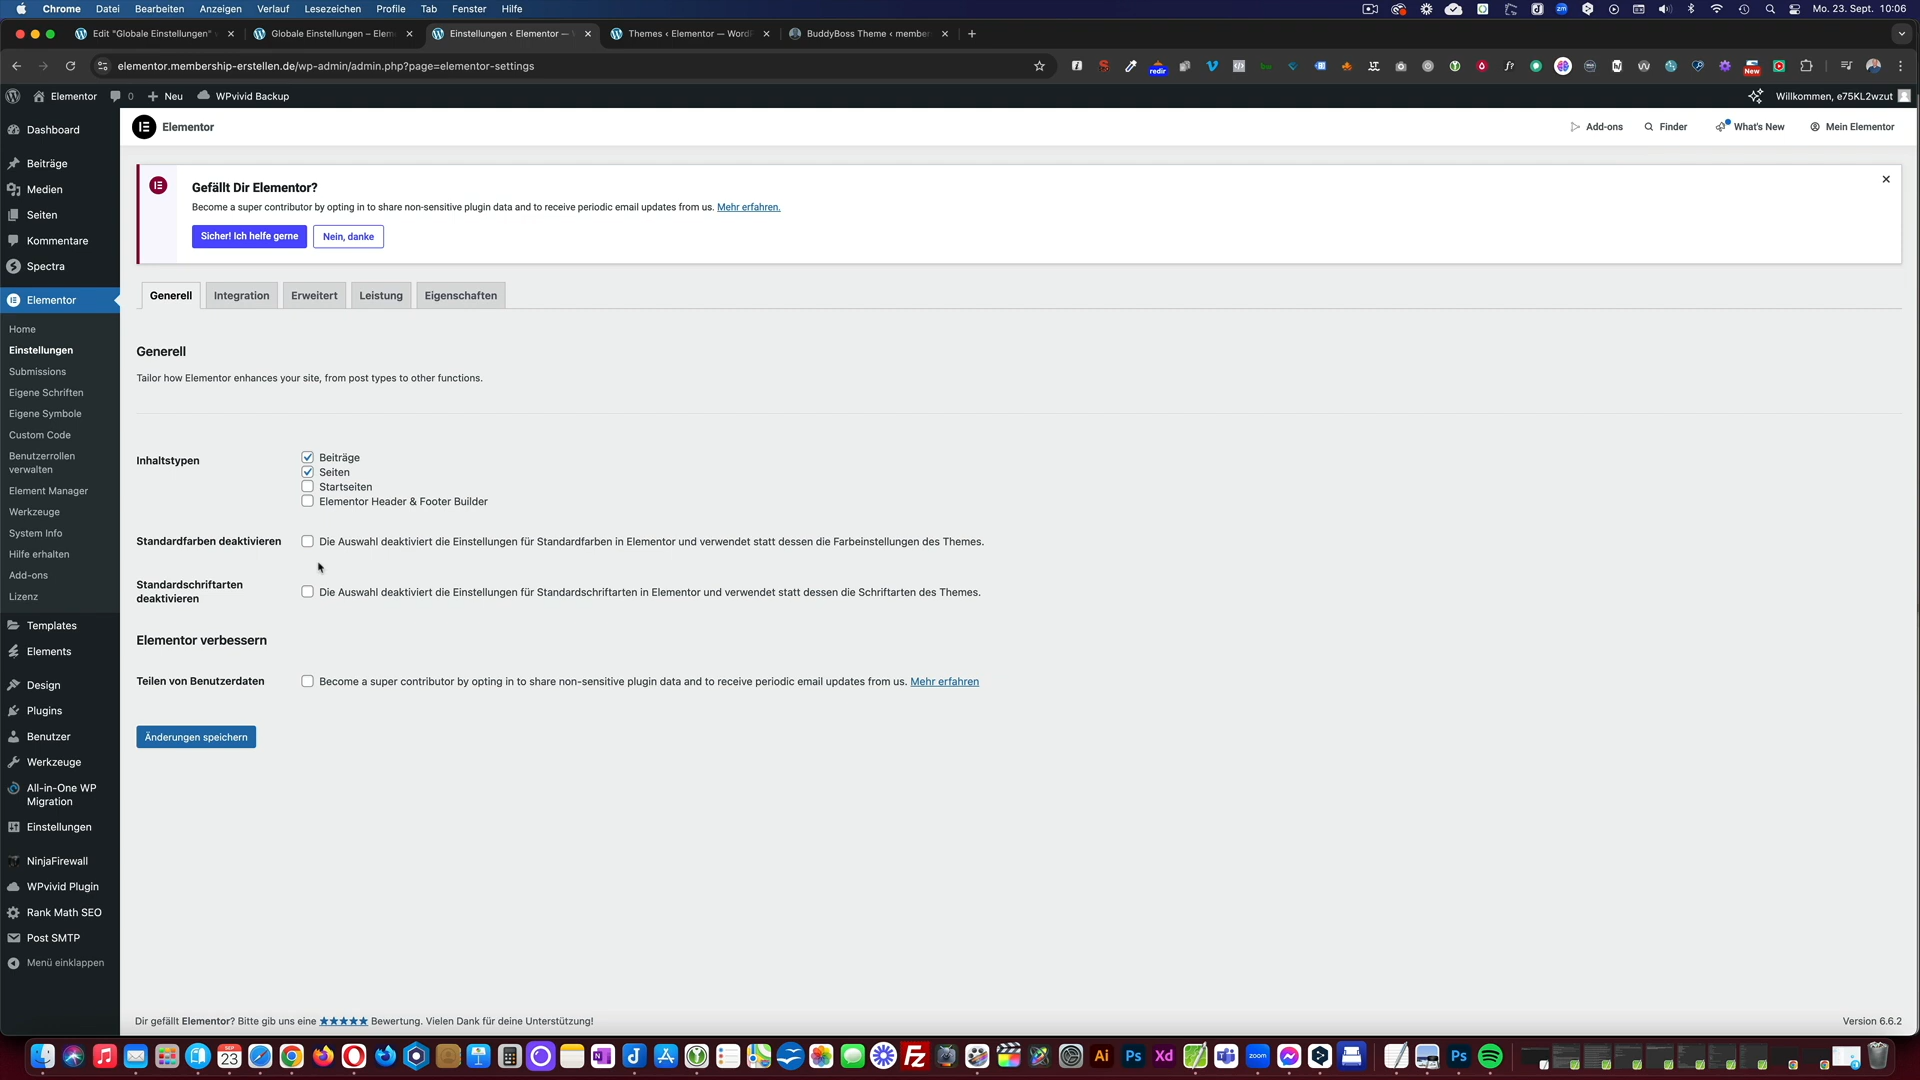 Chrome Datei Bearbeiten Anzeigen Verlauf Lesezeichen Profile Tab Fenster Hilfe Mo. 23. Sept. 10:06
Edit "Globale Einstellungen" Globale Einstellungen – Elem Einstellungen ‹ Elementor — Themes ‹ Elementor — WordP BuddyBoss Theme ‹ member
elementor.membership-erstellen.de/wp-admin/admin.php?page=elementor-settings
Elementor 0 Neu WPvivid Backup Willkommen, e75KL2wzut
Dashboard
Beiträge
Medien
Seiten
Kommentare
Spectra
Elementor
Home
Einstellungen
Submissions
Eigene Schriften
Eigene Symbole
Custom Code
Benutzerrollen
verwalten
Element Manager
Werkzeuge
System Info
Hilfe erhalten
Add-ons
Lizenz
Templates
Elements
Design
Plugins
Benutzer
Werkzeuge
All-in-One WP
Migration
Einstellungen
NinjaFirewall
WPvivid Plugin
Rank Math SEO
Post SMTP
Menü einklappen
Elementor Add-ons Finder What's New Mein Elementor
Gefällt Dir Elementor?
Become a super contributor by opting in to share non-sensitive plugin data and to receive periodic email updates from us. Mehr erfahren.
Sicher! Ich helfe gerne Nein, danke
Generell Integration Erweitert Leistung Eigenschaften
Generell
Tailor how Elementor enhances your site, from post types to other functions.
Inhaltstypen
Beiträge
Seiten
Startseiten
Elementor Header & Footer Builder
Standardfarben deaktivieren Die Auswahl deaktiviert die Einstellungen für Standardfarben in Elementor und verwendet statt dessen die Farbeinstellungen des Themes.
Standardschriftarten
deaktivieren
Die Auswahl deaktiviert die Einstellungen für Standardschriftarten in Elementor und verwendet statt dessen die Schriftarten des Themes.
Elementor verbessern
Teilen von Benutzerdaten Become a super contributor by opting in to share non-sensitive plugin data and to receive periodic email updates from us. Mehr erfahren
Änderungen speichern
Dir gefällt Elementor? Bitte gib uns eine ★★★★★ Bewertung. Vielen Dank für deine Unterstützung! Version 6.6.2